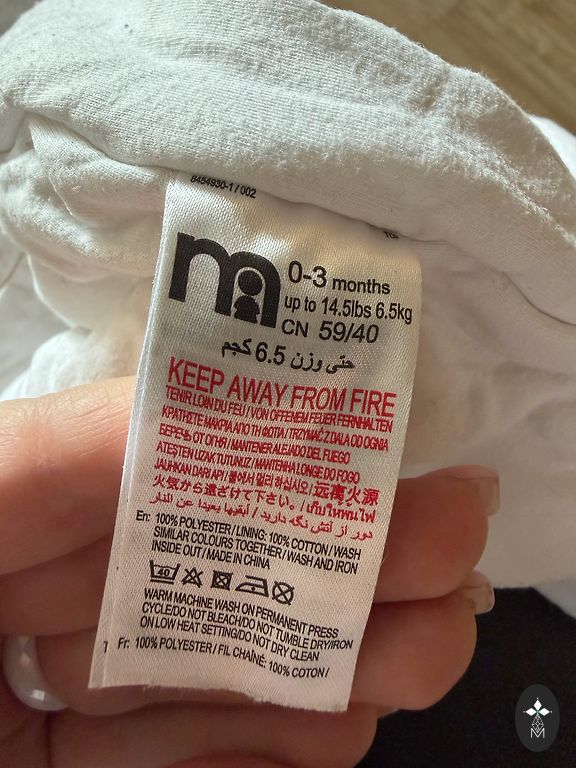 8454930-1 / 002
m
0-3 months
up to 14.5lbs 6.5kg
CN 59/40
حتى وزن 6.5 كجم
KEEP AWAY FROM FIRE
TENIR LOIN DU FEU / VON OFFENEM FEUER FERNHALTEN
ΚΡΑΤΗΣΤΕ ΜΑΚΡΙΑ ΑΠΟ ΤΗ ΦΩΤΙΑ / TRZYMAĆ Z DALA OD OGNIA
БЕРЕЧЬ ОТ ОГНЯ / MANTENER ALEJADO DEL FUEGO
ATEŞTEN UZAK TUTUNUZ / MANTENHA LONGE DO FOGO
JAUHKAN DARI API / 불에서 멀리 하십시오 / 远离火源
火気から遠ざけて下さい。/ เก็บให้พ้นไฟ
دور از آتش نگه دارید / أبقيها بعيدا عن النار
En: 100% POLYESTER / LINING: 100% COTTON / WASH
SIMILAR COLOURS TOGETHER / WASH AND IRON
INSIDE OUT / MADE IN CHINA
40
WARM MACHINE WASH ON PERMANENT PRESS
CYCLE/DO NOT BLEACH/DO NOT TUMBLE DRY/IRON
ON LOW HEAT SETTING/DO NOT DRY CLEAN
Fr: 100% POLYESTER / FIL CHAÎNÉ: 100% COTON /
M